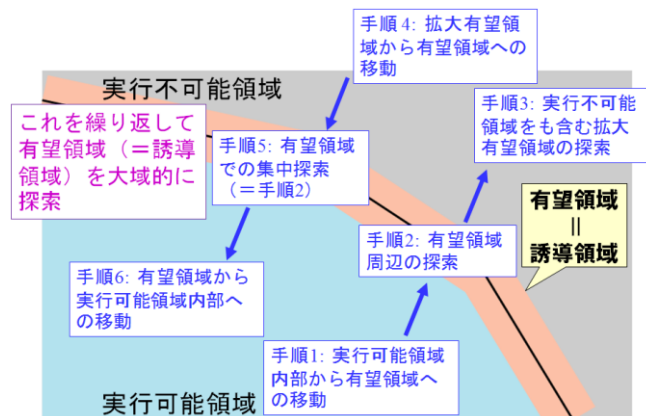 手順4: 拡大有望領
域から有望領域への
移動
実行不可能領域
手順3: 実行不可能
領域をも含む拡大
有望領域の探索
これを繰り返して
有望領域（＝誘導
領域）を大域的に
探索
手順5: 有望領域
での集中探索
（＝手順2）
有望領域
||
誘導領域
手順2: 有望領域
周辺の探索
手順6: 有望領域から
実行可能領域内部へ
の移動
手順1: 実行可能領域
内部から有望領域へ
の移動
実行可能領域